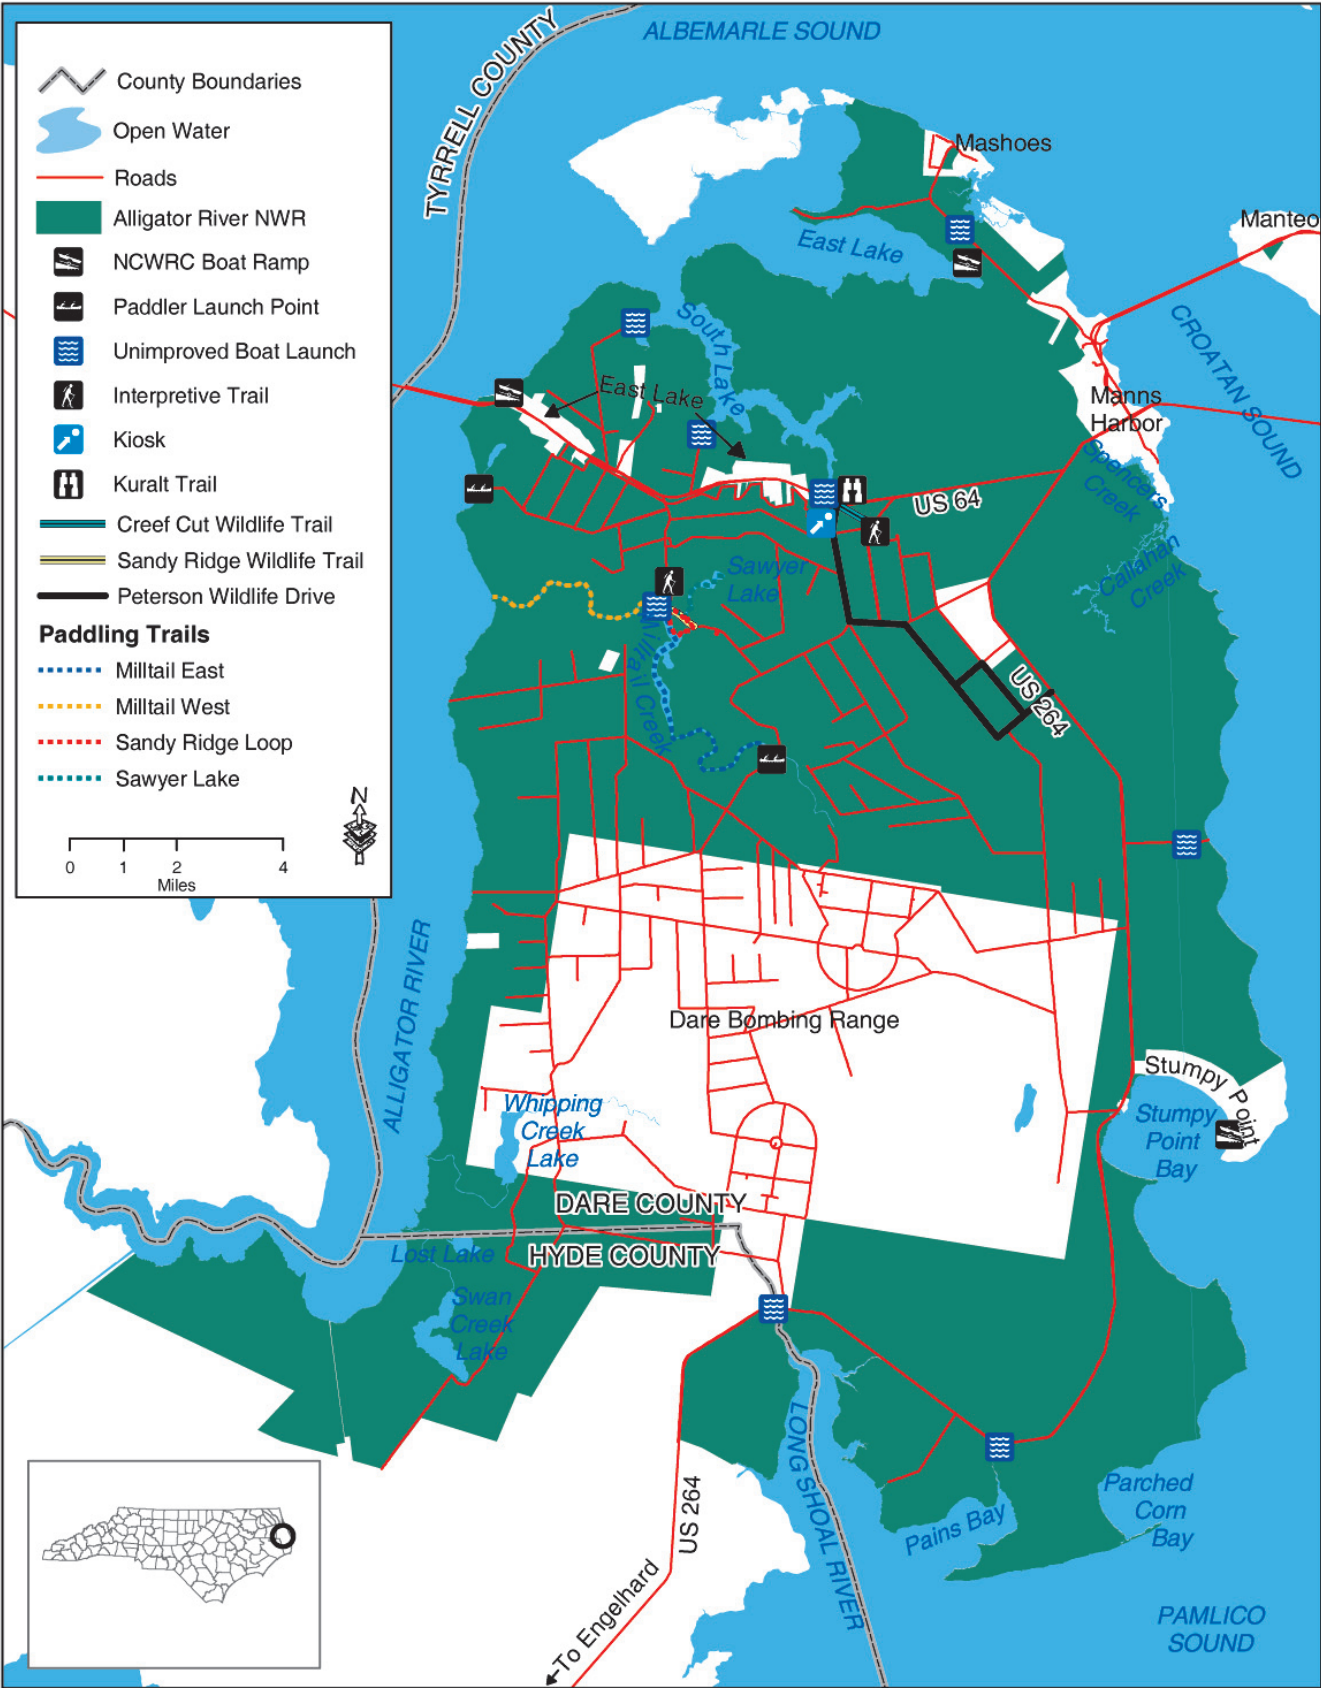 County Boundaries
Open Water
Roads
Alligator River NWR
NCWRC Boat Ramp
Paddler Launch Point
Unimproved Boat Launch
Interpretive Trail
Kiosk
Kuralt Trail
Creef Cut Wildlife Trail
Sandy Ridge Wildlife Trail
Peterson Wildlife Drive
Paddling Trails
Milltail East
Milltail West
Sandy Ridge Loop
Sawyer Lake
N
0 1 2 4
Miles
ALBEMARLE SOUND
TYRRELL COUNTY
Mashoes
Manteo
East Lake
CROATAN SOUND
South Lake
East Lake
Manns
Harbor
Spencers
Creek
US 64
Callahan
Creek
Sawyer
Lake
Milltail Creek
US 264
ALLIGATOR RIVER
Dare Bombing Range
Stumpy Point
Stumpy
Point
Bay
Whipping
Creek
Lake
DARE COUNTY
HYDE COUNTY
Lost Lake
Swan
Creek
Lake
LONG SHOAL RIVER
US 264
To Engelhard
Pains Bay
Parched
Corn
Bay
PAMLICO
SOUND